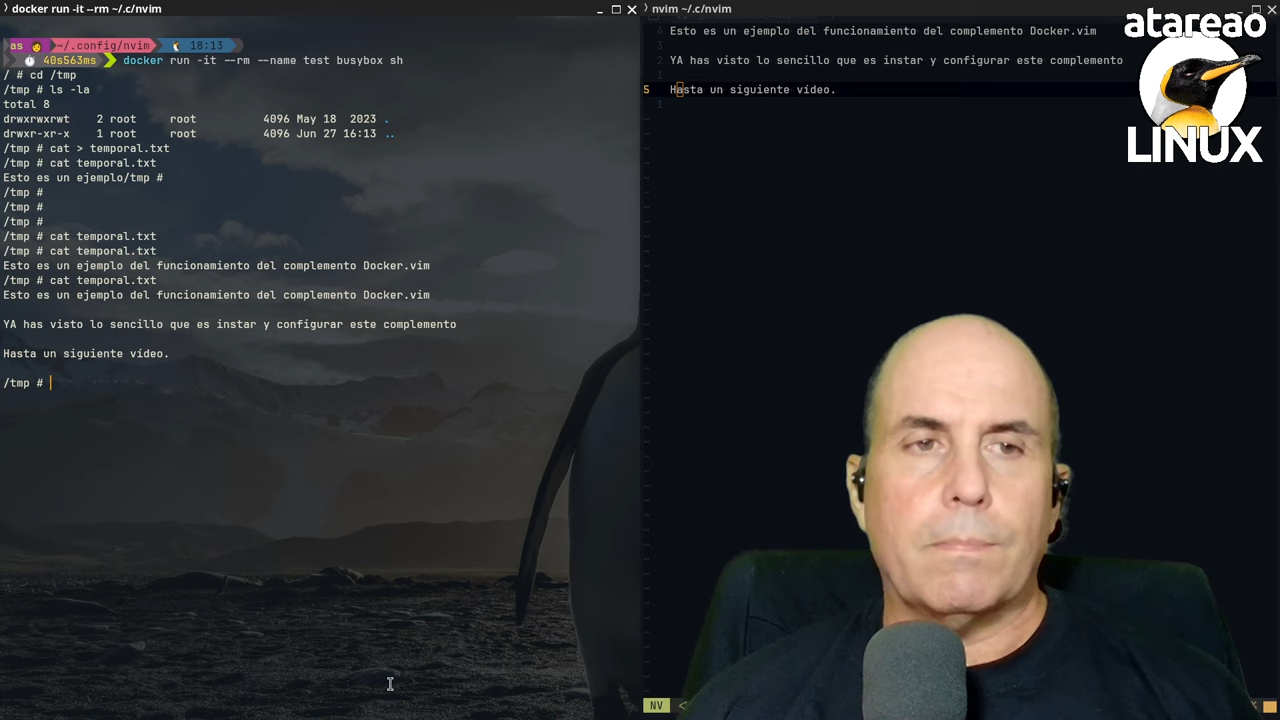 docker run -it --rm ~/.c/nvim
as ~/.config/nvim 18:13
40s563ms docker run -it --rm --name test busybox sh
/ # cd /tmp
/tmp # ls -la
total 8
drwxrwxrwt 2 root root 4096 May 18 2023 .
drwxr-xr-x 1 root root 4096 Jun 27 16:13 ..
/tmp # cat > temporal.txt
/tmp # cat temporal.txt
Esto es un ejemplo/tmp #
/tmp #
/tmp #
/tmp #
/tmp # cat temporal.txt
/tmp # cat temporal.txt
Esto es un ejemplo del funcionamiento del complemento Docker.vim
/tmp # cat temporal.txt
Esto es un ejemplo del funcionamiento del complemento Docker.vim
YA has visto lo sencillo que es instar y configurar este complemento
Hasta un siguiente vídeo.
/tmp #
nvim ~/.c/nvim
4 Esto es un ejemplo del funcionamiento del complemento Docker.vim
3
2 YA has visto lo sencillo que es instar y configurar este complemento
1
5 Hasta un siguiente vídeo.
1
NV <
atareao
LINUX